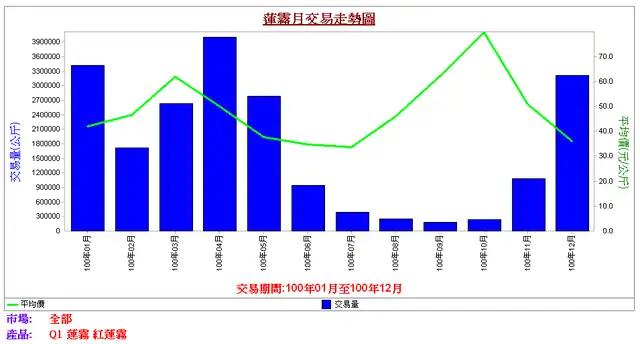 蓮霧月交易走勢圖
交易量(公斤)
3900000
3600000
3300000
3000000
2700000
2400000
2100000
1800000
1500000
1200000
900000
600000
300000
0
70.0
60.0
50.0
40.0
30.0
20.0
10.0
0.0
平均價(元/公斤)
100年01月
100年02月
100年03月
100年04月
100年05月
100年06月
100年07月
100年08月
100年09月
100年10月
100年11月
100年12月
交易期間:100年01月至100年12月
平均價 交易量
市場: 全部
產品: Q1 蓮霧 紅蓮霧